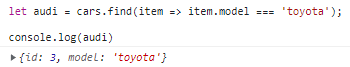 let audi = cars.find(item => item.model === 'toyota');
console.log(audi)
▶{id: 3, model: 'toyota'}